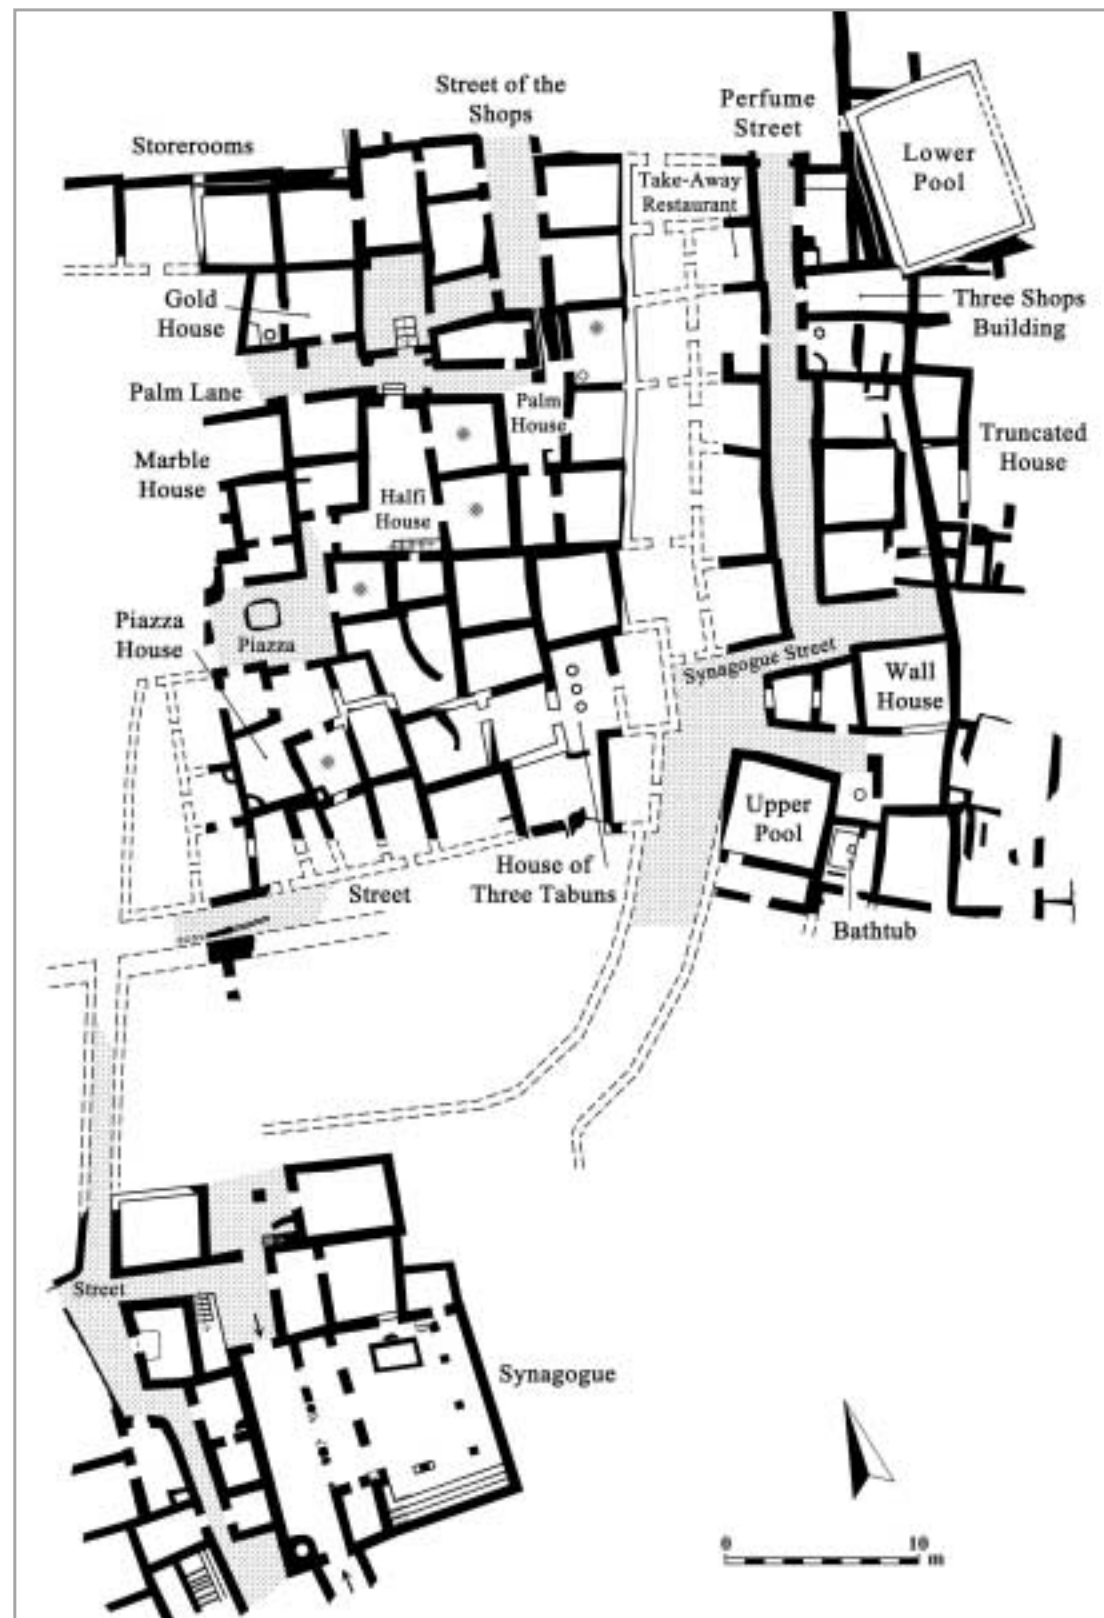 Street of the
Shops
Perfume
Street
Storerooms
Lower
Pool
Take-Away
Restaurant
Gold
House
Three Shops
Building
Palm Lane
Palm
House
Marble
House
Truncated
House
Halfi
House
Piazza
House
Piazza
Synagogue Street
Wall
House
Upper
Pool
House of
Three Tabuns
Street
Bathtub
Street
Synagogue
0 10
m